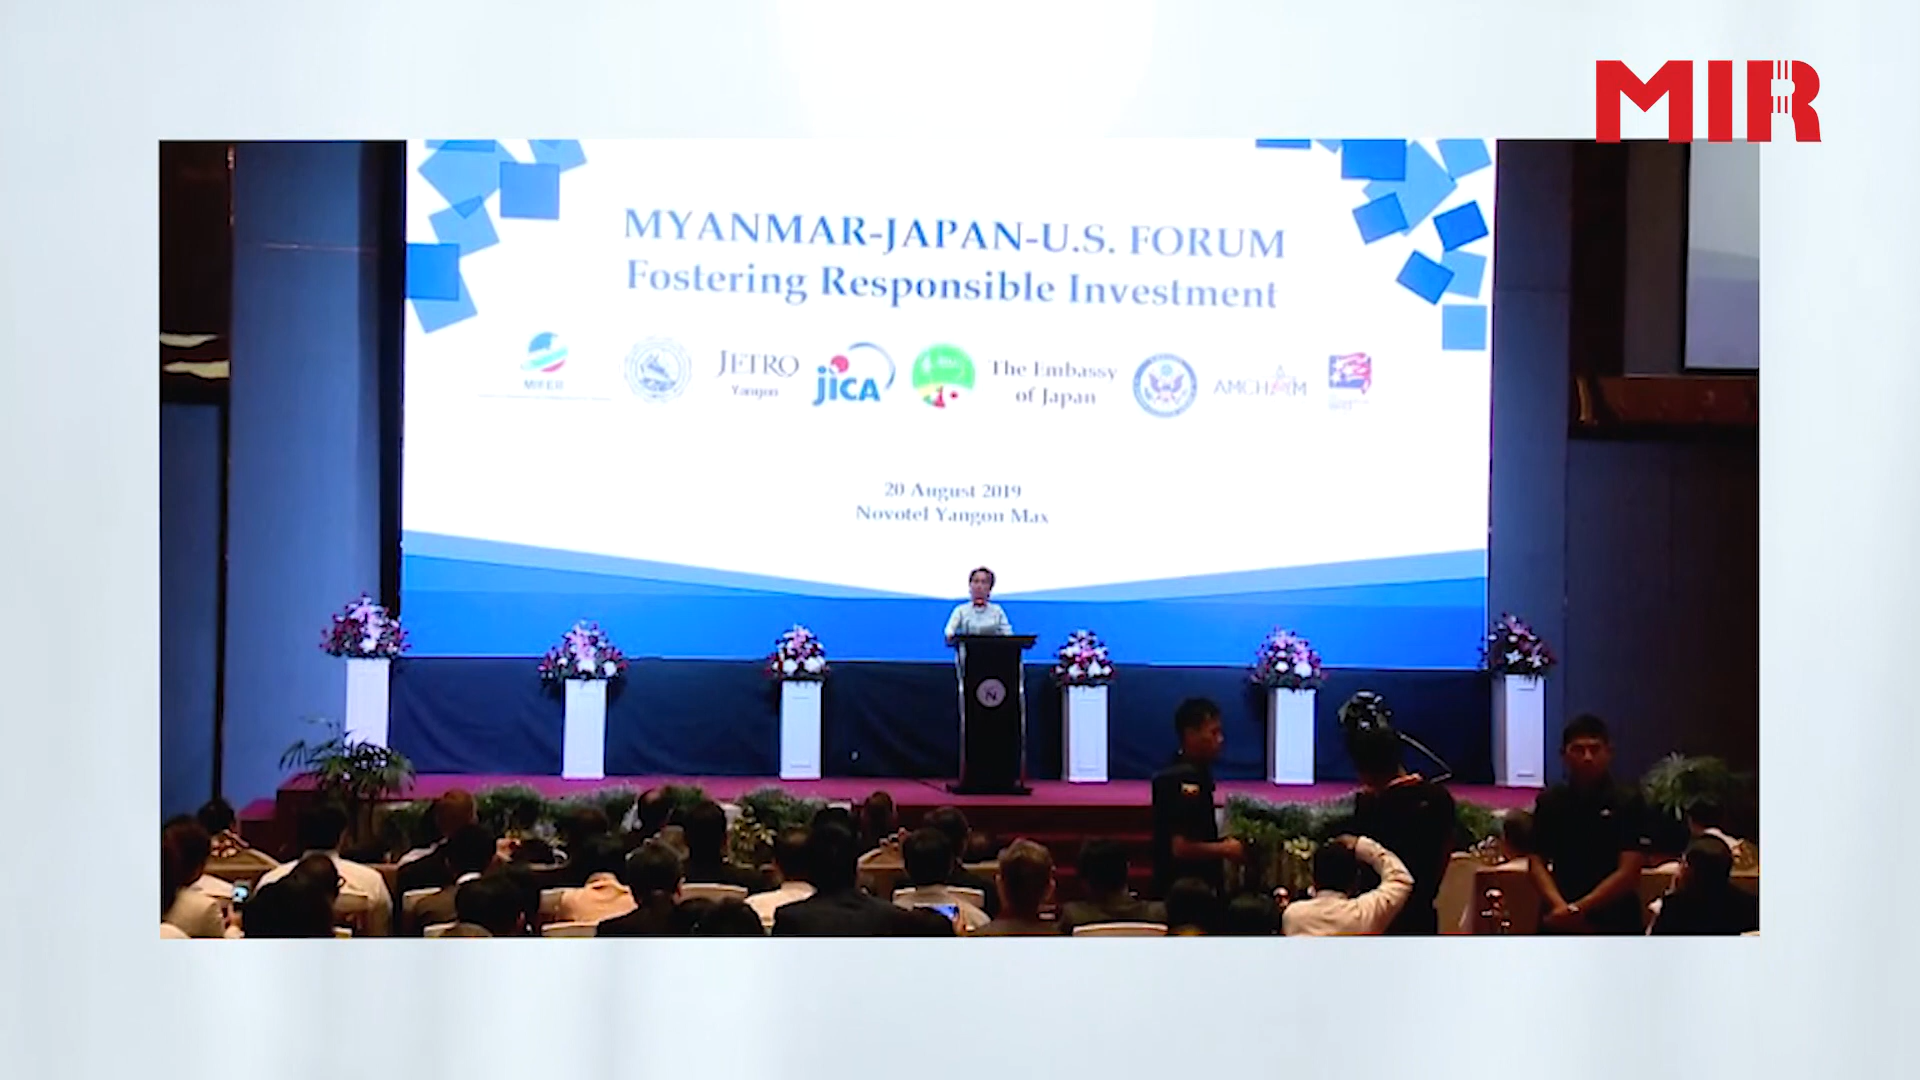 MIR
MYANMAR-JAPAN-U.S. FORUM
Fostering Responsible Investment
MIFER
JETRO
Yangon
JICA
The Embassy
of Japan
AMCHAM
20 August 2019
Novotel Yangon Max
N